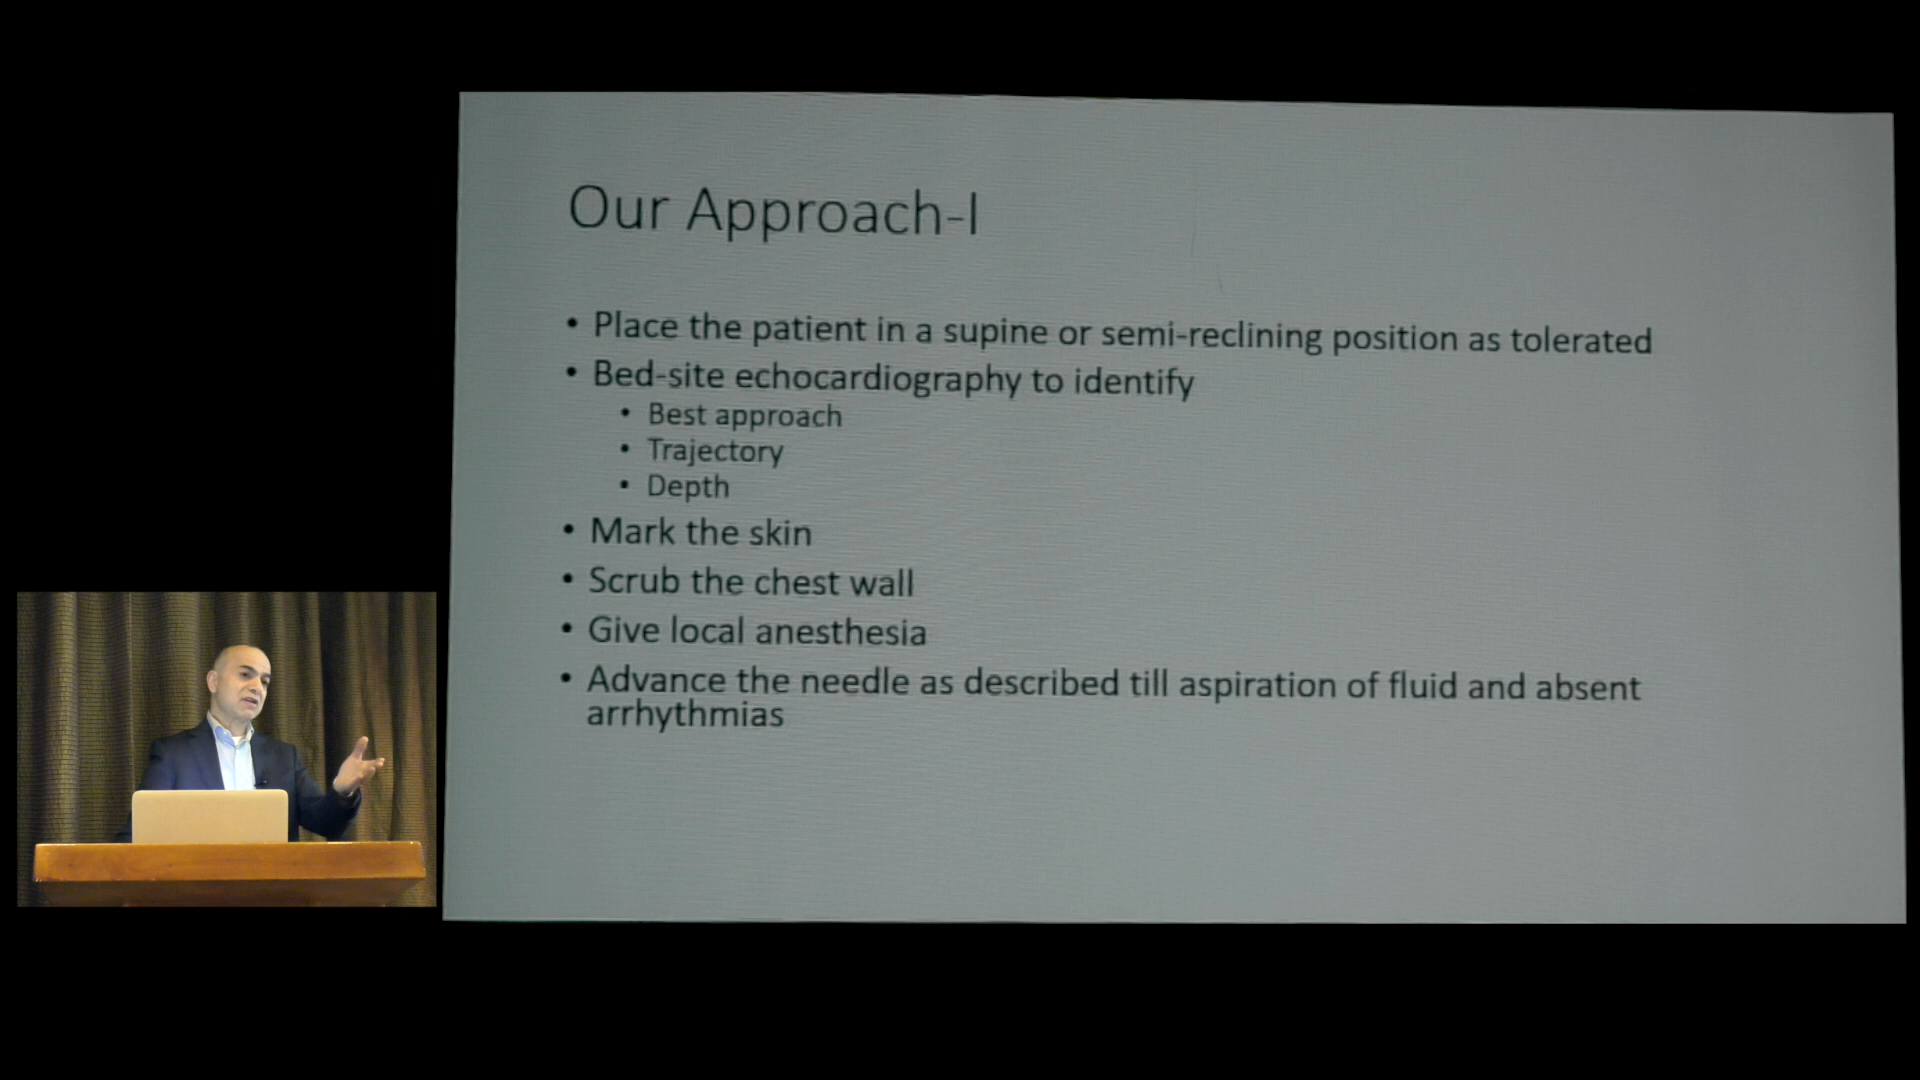 Our Approach-I
• Place the patient in a supine or semi-reclining position as tolerated
• Bed-site echocardiography to identify
• Best approach
• Trajectory
• Depth
• Mark the skin
• Scrub the chest wall
• Give local anesthesia
• Advance the needle as described till aspiration of fluid and absent
arrhythmias